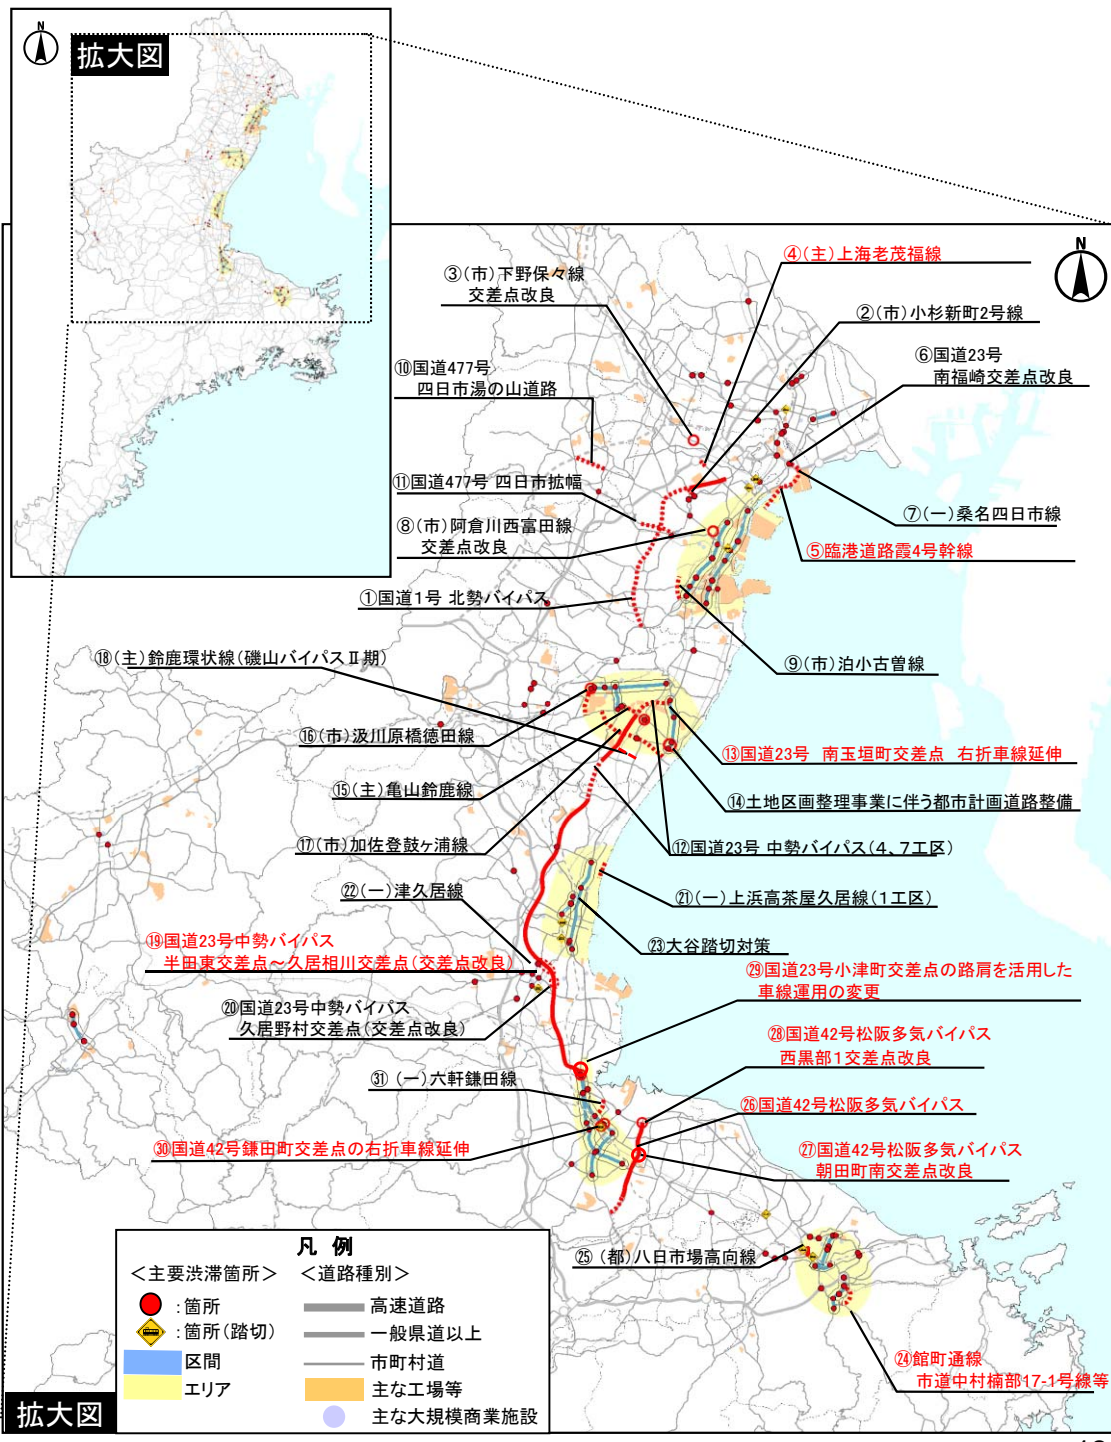 N
拡大図
N
④(主)上海老茂福線
③(市)下野保々線
交差点改良
②(市)小杉新町2号線
⑥国道23号
南福崎交差点改良
⑩国道477号
四日市湯の山道路
⑪国道477号 四日市拡幅
⑦(一)桑名四日市線
⑧(市)阿倉川西富田線
交差点改良
⑤臨港道路霞4号幹線
①国道1号 北勢バイパス
⑨(市)泊小古曽線
⑱(主)鈴鹿環状線(磯山バイパスⅡ期)
⑯(市)汲川原橋徳田線
⑬国道23号 南玉垣町交差点 右折車線延伸
⑮(主)亀山鈴鹿線
⑭土地区画整理事業に伴う都市計画道路整備
⑰(市)加佐登鼓ヶ浦線
⑫国道23号 中勢バイパス(4、7工区)
㉒(一)津久居線
㉑(一)上浜高茶屋久居線(1工区)
⑲国道23号中勢バイパス
半田東交差点~久居相川交差点(交差点改良)
㉓大谷踏切対策
㉙国道23号小津町交差点の路肩を活用した
車線運用の変更
⑳国道23号中勢バイパス
久居野村交差点(交差点改良)
㉘国道42号松阪多気バイパス
西黒部1交差点改良
㉛(一)六軒鎌田線
㉖国道42号松阪多気バイパス
㉚国道42号鎌田町交差点の右折車線延伸
㉗国道42号松阪多気バイパス
朝田町南交差点改良
㉕(都)八日市場高向線
㉔館町通線
市道中村楠部17-1号線等
凡 例
<主要渋滞箇所> <道路種別>
:箇所 高速道路
:箇所(踏切) 一般県道以上
区間 市町村道
エリア 主な工場等
主な大規模商業施設
拡大図